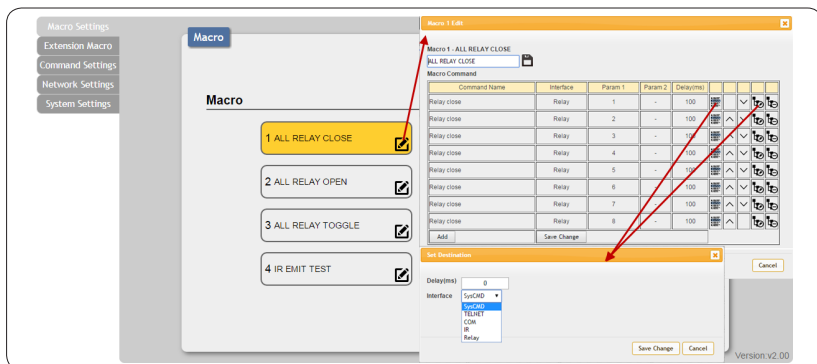 Macro Settings
Extension Macro
Command Settings
Network Settings
System Settings
Macro
Macro
1 ALL RELAY CLOSE
2 ALL RELAY OPEN
3 ALL RELAY TOGGLE
4 IR EMIT TEST
Macro 1 Edit
Macro 1 - ALL RELAY CLOSE
ALL RELAY CLOSE
Macro Command
Command Name Interface Param 1 Param 2 Delay(ms)
Relay close Relay 1 - 100
Relay close Relay 2 - 100
Relay close Relay 3 - 100
Relay close Relay 4 - 100
Relay close Relay 5 - 100
Relay close Relay 6 - 100
Relay close Relay 7 - 100
Relay close Relay 8 - 100
Add Save Change
Cancel
Set Destination
Delay(ms) 0
Interface SysCMD
SysCMD
TELNET
COM
IR
Relay
Save Change Cancel
Version:v2.00